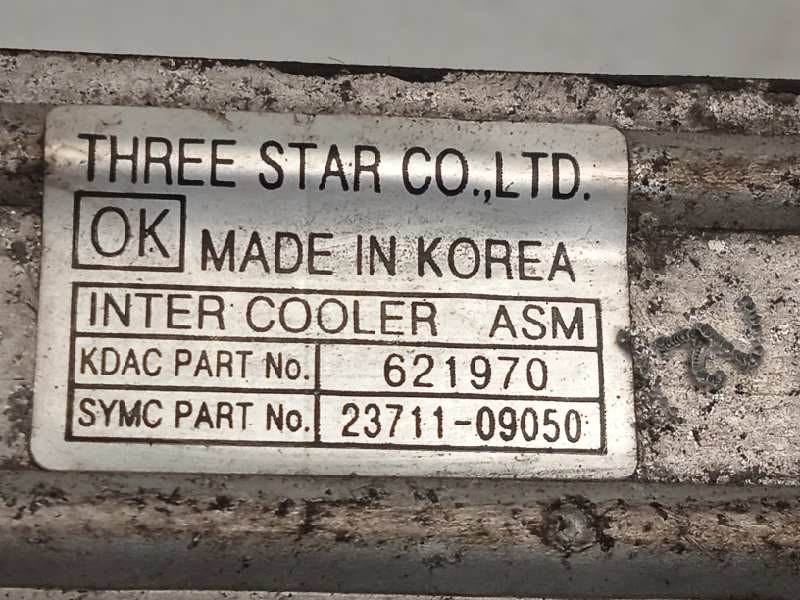 THREE STAR CO.,LTD.
OK MADE IN KOREA
INTER COOLER ASM
KDAC PART No. 621970
SYMC PART No. 23711-09050